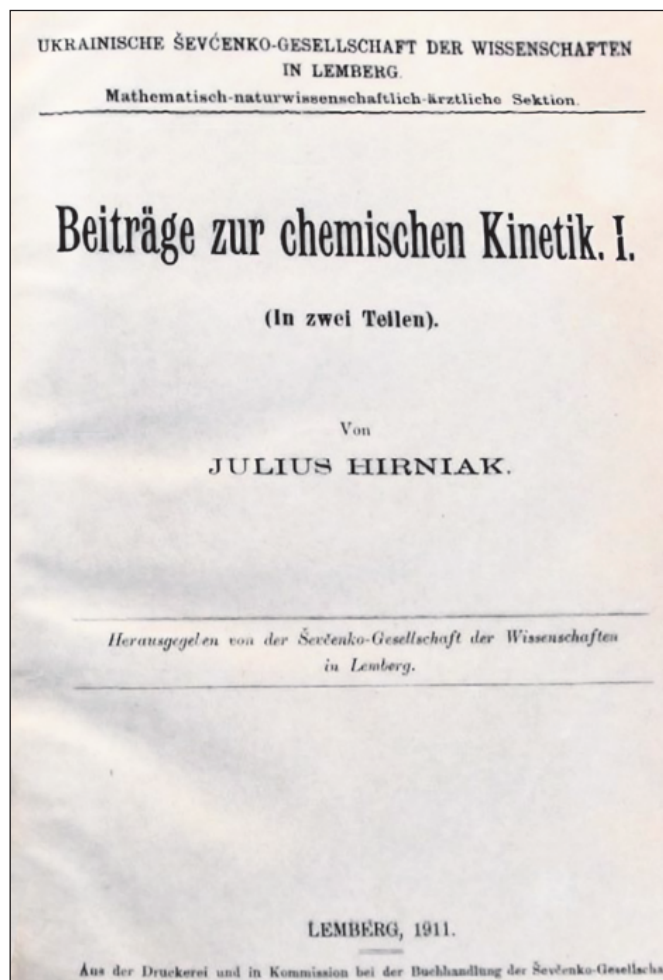 UKRAINISCHE ŠEVČENKO-GESELLSCHAFT DER WISSENSCHAFTEN
IN LEMBERG.
Mathematisch-naturwissenschaftlich-ärztliche Sektion.
Beiträge zur chemischen Kinetik. I.
(In zwei Teilen).
Von
JULIUS HIRNIAK.
Herausgegeben von der Ševčenko-Gesellschaft der Wissenschaften
in Lemberg.
LEMBERG, 1911.
Aus der Druckerei und in Kommission bei der Buchhandlung der Ševčenko-Gesellscha